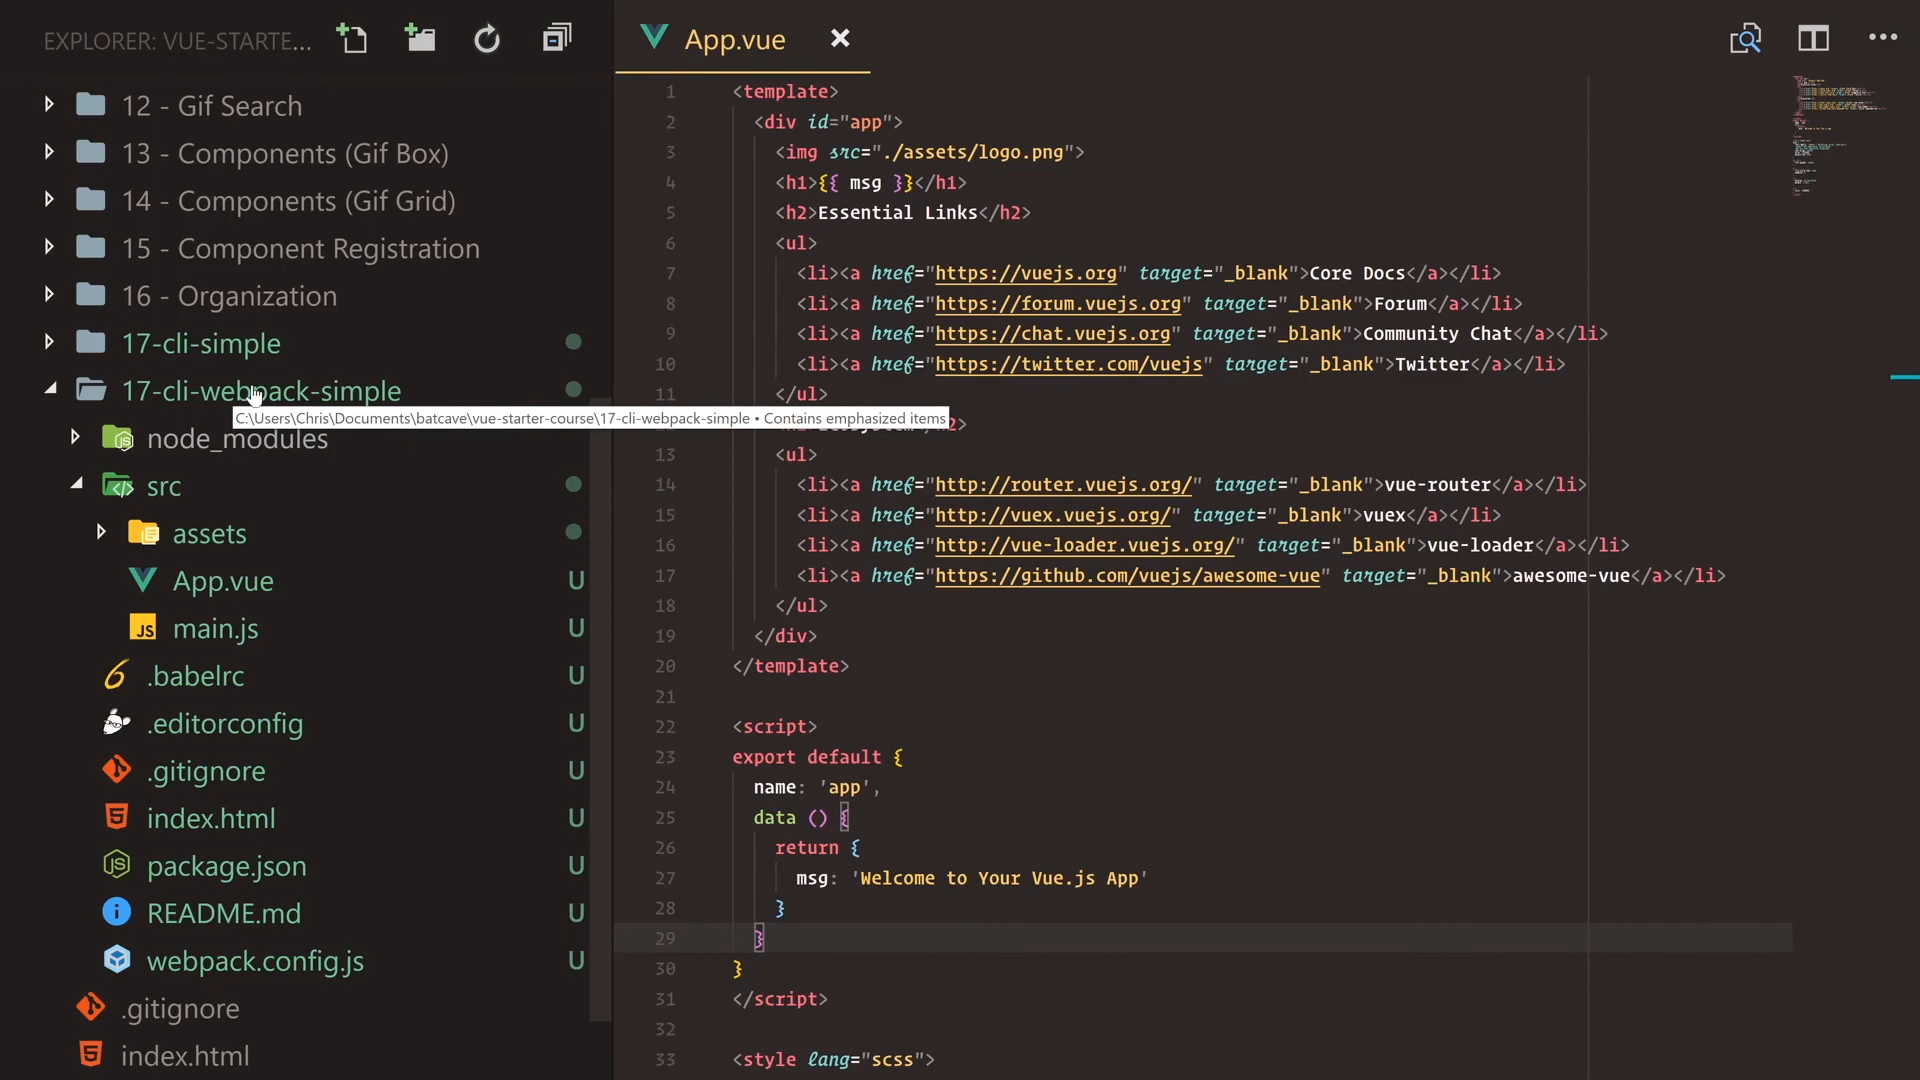 EXPLORER: VUE-STARTE...
12 - Gif Search
13 - Components (Gif Box)
14 - Components (Gif Grid)
15 - Component Registration
16 - Organization
17-cli-simple
17-cli-webpack-simple
C:\Users\Chris\Documents\batcave\vue-starter-course\17-cli-webpack-simple • Contains emphasized items
node_modules
src
assets
App.vue U
main.js U
.babelrc U
.editorconfig U
.gitignore U
index.html U
package.json U
README.md U
webpack.config.js U
.gitignore
index.html
App.vue
1 <template>
2 <div id="app">
3 <img src="./assets/logo.png">
4 <h1>{{ msg }}</h1>
5 <h2>Essential Links</h2>
6 <ul>
7 <li><a href="https://vuejs.org" target="_blank">Core Docs</a></li>
8 <li><a href="https://forum.vuejs.org" target="_blank">Forum</a></li>
9 <li><a href="https://chat.vuejs.org" target="_blank">Community Chat</a></li>
10 <li><a href="https://twitter.com/vuejs" target="_blank">Twitter</a></li>
11 </ul>
13 <ul>
14 <li><a href="http://router.vuejs.org/" target="_blank">vue-router</a></li>
15 <li><a href="http://vuex.vuejs.org/" target="_blank">vuex</a></li>
16 <li><a href="http://vue-loader.vuejs.org/" target="_blank">vue-loader</a></li>
17 <li><a href="https://github.com/vuejs/awesome-vue" target="_blank">awesome-vue</a></li>
18 </ul>
19 </div>
20 </template>
21
22 <script>
23 export default {
24 name: 'app',
25 data () {
26 return {
27 msg: 'Welcome to Your Vue.js App'
28 }
29 }
30 }
31 </script>
32
33 <style lang="scss">